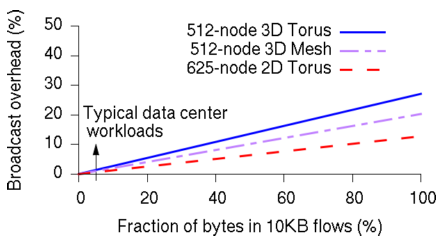 Broadcast overhead (%)
50
40
30
20
10
0
512-node 3D Torus
512-node 3D Mesh
625-node 2D Torus
Typical data center
workloads
0 20 40 60 80 100
Fraction of bytes in 10KB flows (%)